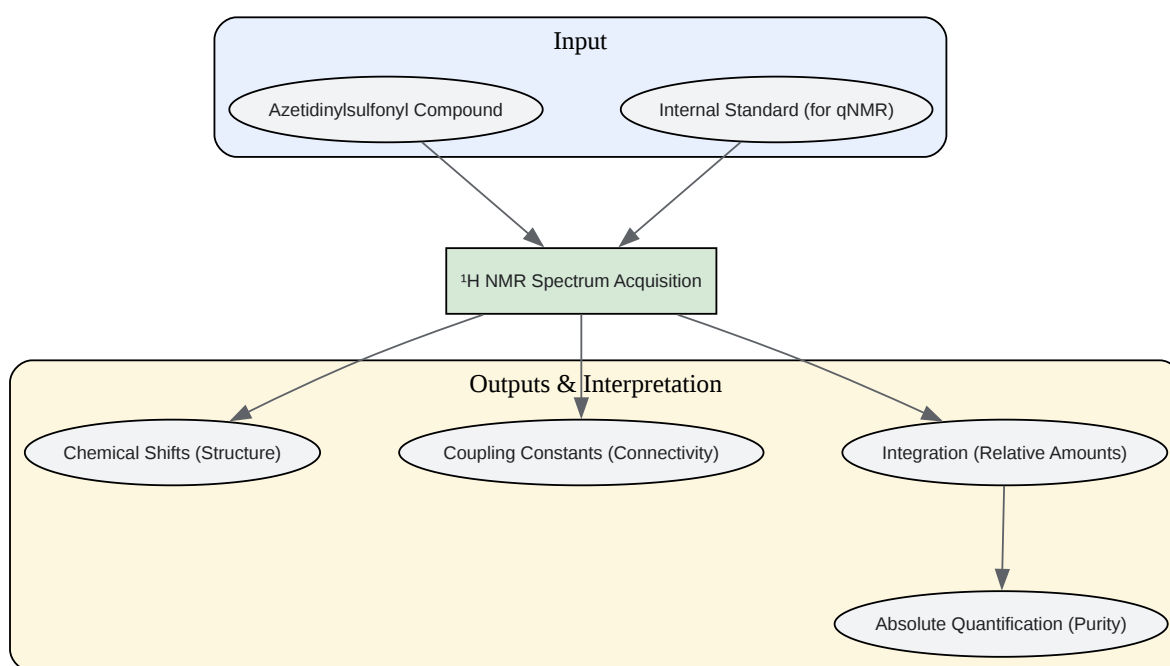 Input
Azetidinylsulfonyl Compound
Internal Standard (for qNMR)
¹H NMR Spectrum Acquisition
Outputs & Interpretation
Chemical Shifts (Structure)
Coupling Constants (Connectivity)
Integration (Relative Amounts)
Absolute Quantification (Purity)